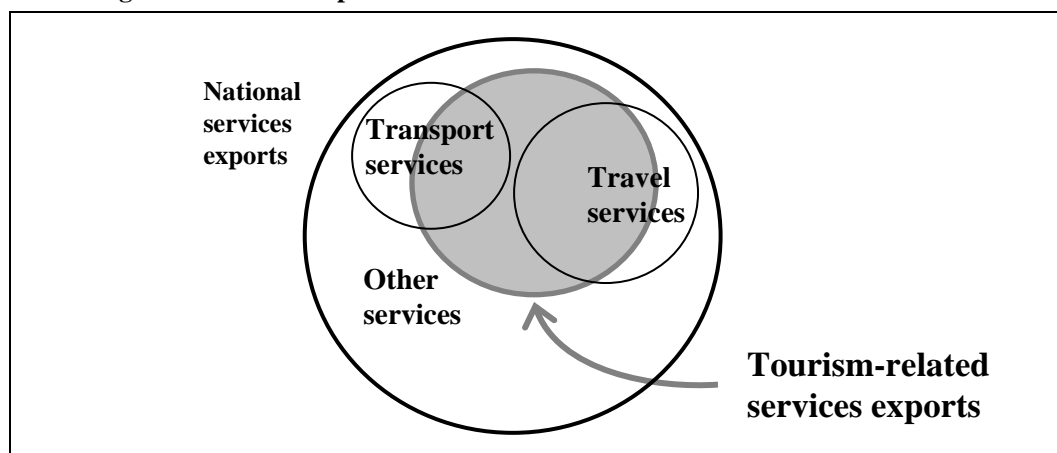 National
services
exports
Transport
services
Travel
services
Other
services
Tourism-related
services exports